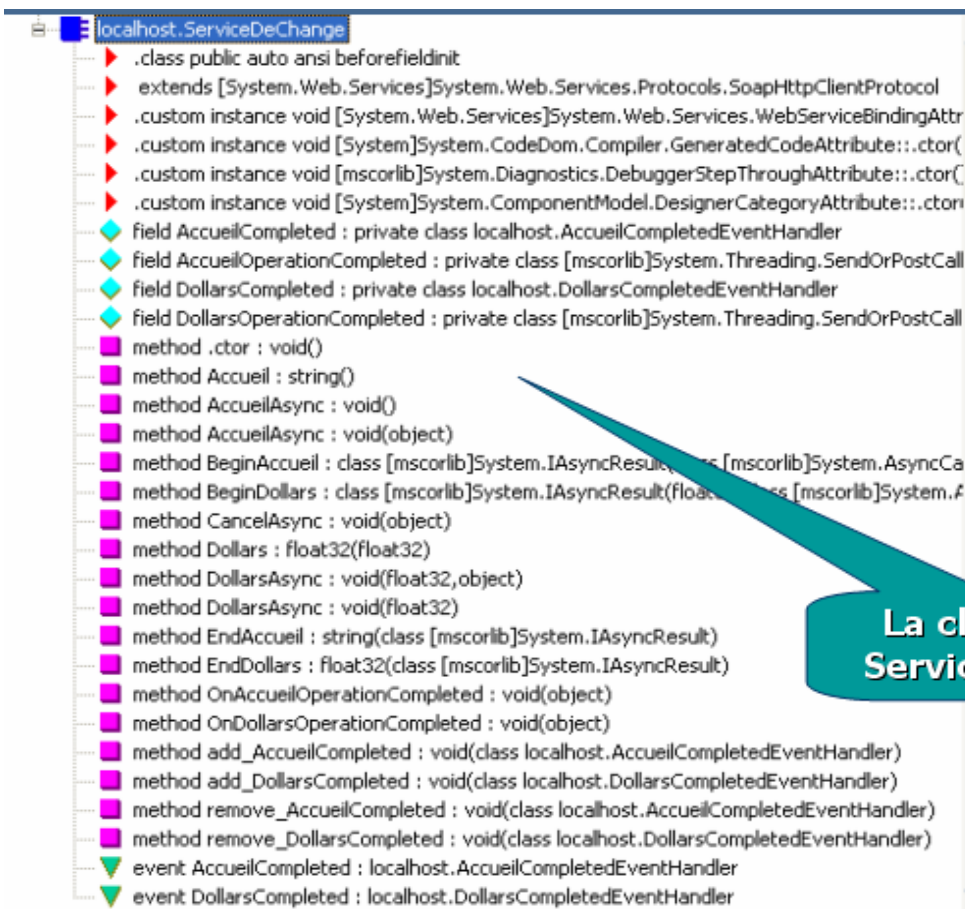 localhost.ServiceDeChange
.class public auto ansi beforefieldinit
extends [System.Web.Services]System.Web.Services.Protocols.SoapHttpClientProtocol
.custom instance void [System.Web.Services]System.Web.Services.WebServiceBindingAttr
.custom instance void [System]System.CodeDom.Compiler.GeneratedCodeAttribute::.ctor(
.custom instance void [mscorlib]System.Diagnostics.DebuggerStepThroughAttribute::.ctor()
.custom instance void [System]System.ComponentModel.DesignerCategoryAttribute::.ctor(
field AccueilCompleted : private class localhost.AccueilCompletedEventHandler
field AccueilOperationCompleted : private class [mscorlib]System.Threading.SendOrPostCall
field DollarsCompleted : private class localhost.DollarsCompletedEventHandler
field DollarsOperationCompleted : private class [mscorlib]System.Threading.SendOrPostCall
method .ctor : void()
method Accueil : string()
method AccueilAsync : void()
method AccueilAsync : void(object)
method BeginAccueil : class [mscorlib]System.IAsyncResult( [mscorlib]System.AsyncCa
method BeginDollars : class [mscorlib]System.IAsyncResult(float [mscorlib]System.A
method CancelAsync : void(object)
method Dollars : float32(float32)
method DollarsAsync : void(float32,object)
method DollarsAsync : void(float32)
method EndAccueil : string(class [mscorlib]System.IAsyncResult)
method EndDollars : float32(class [mscorlib]System.IAsyncResult)
method OnAccueilOperationCompleted : void(object)
method OnDollarsOperationCompleted : void(object)
method add_AccueilCompleted : void(class localhost.AccueilCompletedEventHandler)
method add_DollarsCompleted : void(class localhost.DollarsCompletedEventHandler)
method remove_AccueilCompleted : void(class localhost.AccueilCompletedEventHandler)
method remove_DollarsCompleted : void(class localhost.DollarsCompletedEventHandler)
event AccueilCompleted : localhost.AccueilCompletedEventHandler
event DollarsCompleted : localhost.DollarsCompletedEventHandler
La cl
Servic